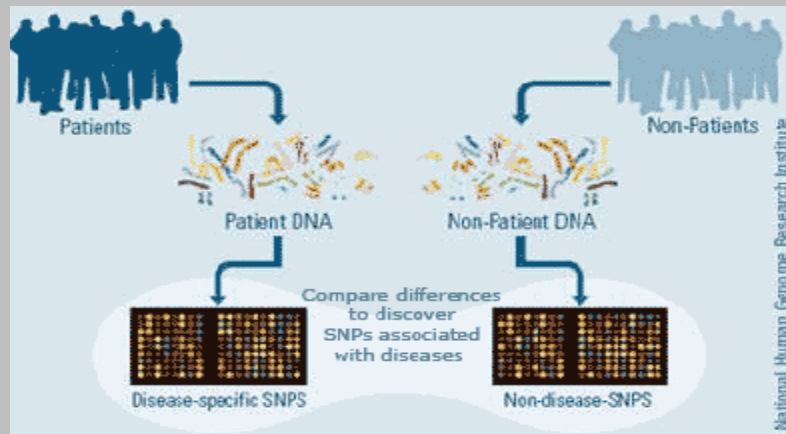 Patients
Non-Patients
Patient DNA
Non-Patient DNA
Compare differences
to discover
SNPs associated
with diseases
Disease-specific SNPS
Non-disease-SNPS
National Human Genome Research Institute